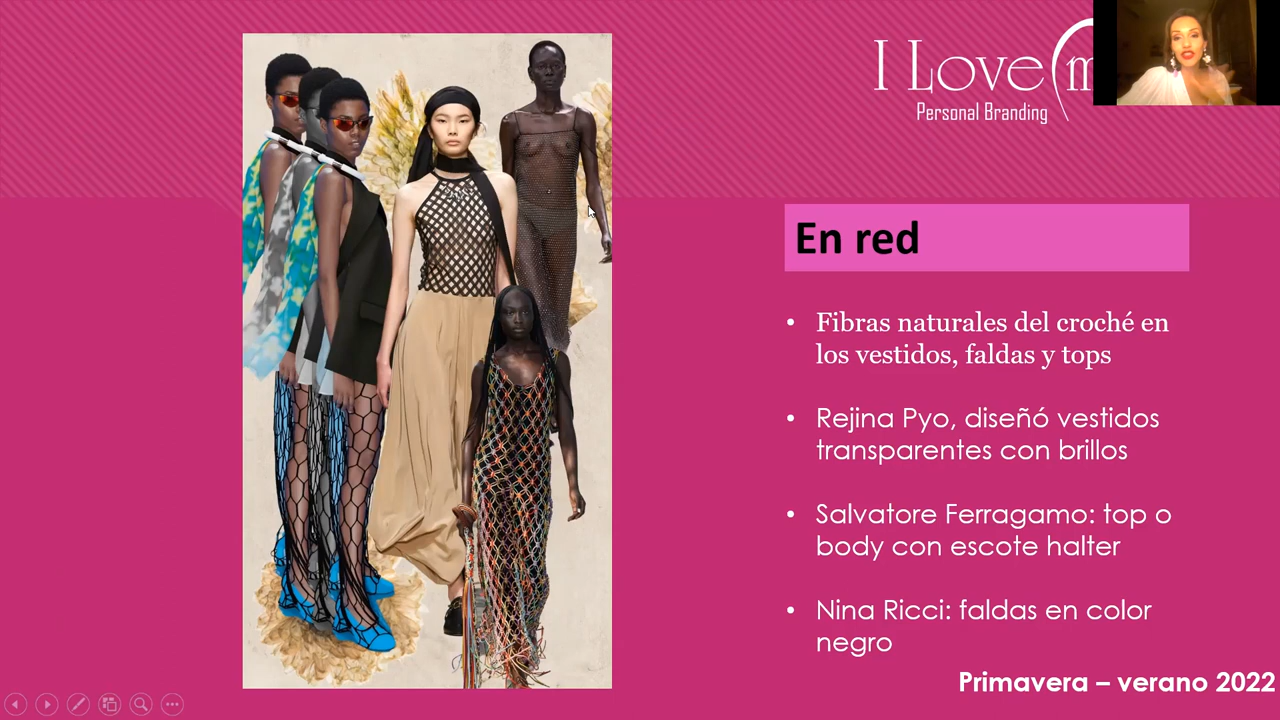 I Love m
Personal Branding
En red
• Fibras naturales del croché en
los vestidos, faldas y tops
• Rejina Pyo, diseñó vestidos
transparentes con brillos
• Salvatore Ferragamo: top o
body con escote halter
• Nina Ricci: faldas en color
negro
Primavera – verano 2022